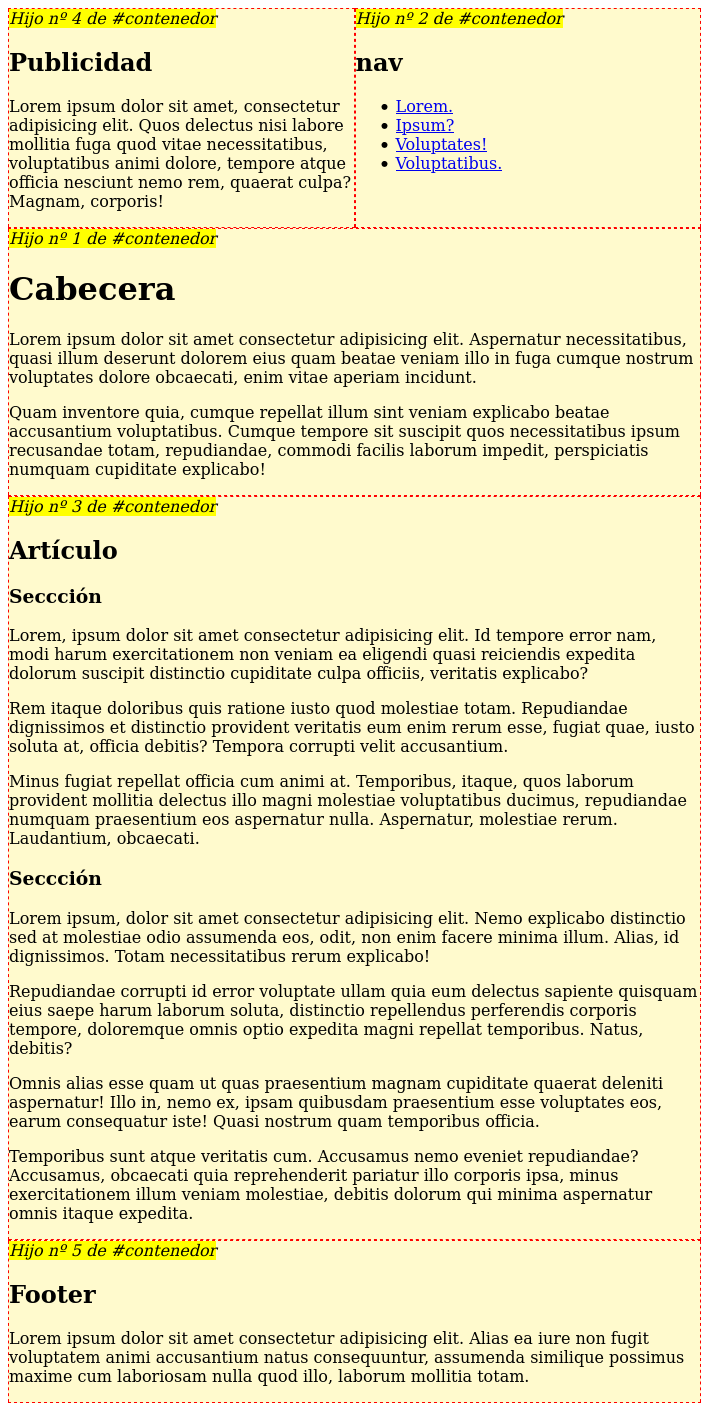 Hijo nº 4 de #contenedor
Publicidad
Lorem ipsum dolor sit amet, consectetur
adipisicing elit. Quos delectus nisi labore
mollitia fuga quod vitae necessitatibus,
voluptatibus animi dolore, tempore atque
officia nesciunt nemo rem, quaerat culpa?
Magnam, corporis!
Hijo nº 2 de #contenedor
nav
• Lorem.
• Ipsum?
• Voluptates!
• Voluptatibus.
Hijo nº 1 de #contenedor
Cabecera
Lorem ipsum dolor sit amet consectetur adipisicing elit. Aspernatur necessitatibus,
quasi illum deserunt dolorem eius quam beatae veniam illo in fuga cumque nostrum
voluptates dolore obcaecati, enim vitae aperiam incidunt.
Quam inventore quia, cumque repellat illum sint veniam explicabo beatae
accusantium voluptatibus. Cumque tempore sit suscipit quos necessitatibus ipsum
recusandae totam, repudiandae, commodi facilis laborum impedit, perspiciatis
numquam cupiditate explicabo!
Hijo nº 3 de #contenedor
Artículo
Seccción
Lorem, ipsum dolor sit amet consectetur adipisicing elit. Id tempore error nam,
modi harum exercitationem non veniam ea eligendi quasi reiciendis expedita
dolorum suscipit distinctio cupiditate culpa officiis, veritatis explicabo?
Rem itaque doloribus quis ratione iusto quod molestiae totam. Repudiandae
dignissimos et distinctio provident veritatis eum enim rerum esse, fugiat quae, iusto
soluta at, officia debitis? Tempora corrupti velit accusantium.
Minus fugiat repellat officia cum animi at. Temporibus, itaque, quos laborum
provident mollitia delectus illo magni molestiae voluptatibus ducimus, repudiandae
numquam praesentium eos aspernatur nulla. Aspernatur, molestiae rerum.
Laudantium, obcaecati.
Seccción
Lorem ipsum, dolor sit amet consectetur adipisicing elit. Nemo explicabo distinctio
sed at molestiae odio assumenda eos, odit, non enim facere minima illum. Alias, id
dignissimos. Totam necessitatibus rerum explicabo!
Repudiandae corrupti id error voluptate ullam quia eum delectus sapiente quisquam
eius saepe harum laborum soluta, distinctio repellendus perferendis corporis
tempore, doloremque omnis optio expedita magni repellat temporibus. Natus,
debitis?
Omnis alias esse quam ut quas praesentium magnam cupiditate quaerat deleniti
aspernatur! Illo in, nemo ex, ipsam quibusdam praesentium esse voluptates eos,
earum consequatur iste! Quasi nostrum quam temporibus officia.
Temporibus sunt atque veritatis cum. Accusamus nemo eveniet repudiandae?
Accusamus, obcaecati quia reprehenderit pariatur illo corporis ipsa, minus
exercitationem illum veniam molestiae, debitis dolorum qui minima aspernatur
omnis itaque expedita.
Hijo nº 5 de #contenedor
Footer
Lorem ipsum dolor sit amet consectetur adipisicing elit. Alias ea iure non fugit
voluptatem animi accusantium natus consequuntur, assumenda similique possimus
maxime cum laboriosam nulla quod illo, laborum mollitia totam.